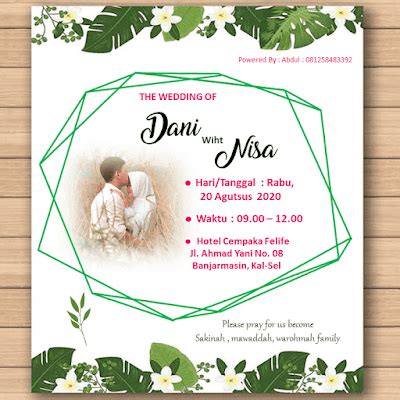 Powered By : Abdul : 081258483392
THE WEDDING OF
Dani
Wiht
Nisa
Hari/Tanggal : Rabu,
20 Agutsus 2020
Waktu : 09.00 – 12.00
Hotel Cempaka Felife
Jl. Ahmad Yani No. 08
Banjarmasin, Kal-Sel
Please pray for us become
Sakinah , mawaddah, warohmah family